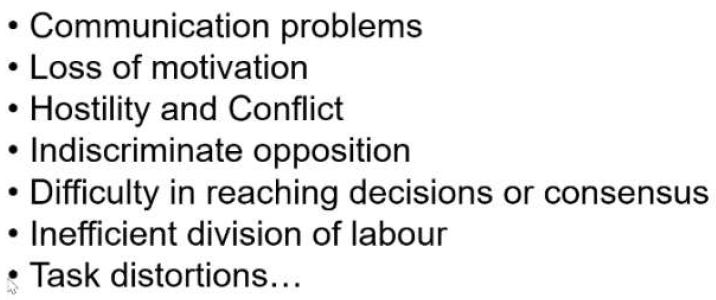 • Communication problems
• Loss of motivation
• Hostility and Conflict
• Indiscriminate opposition
• Difficulty in reaching decisions or consensus
• Inefficient division of labour
• Task distortions…